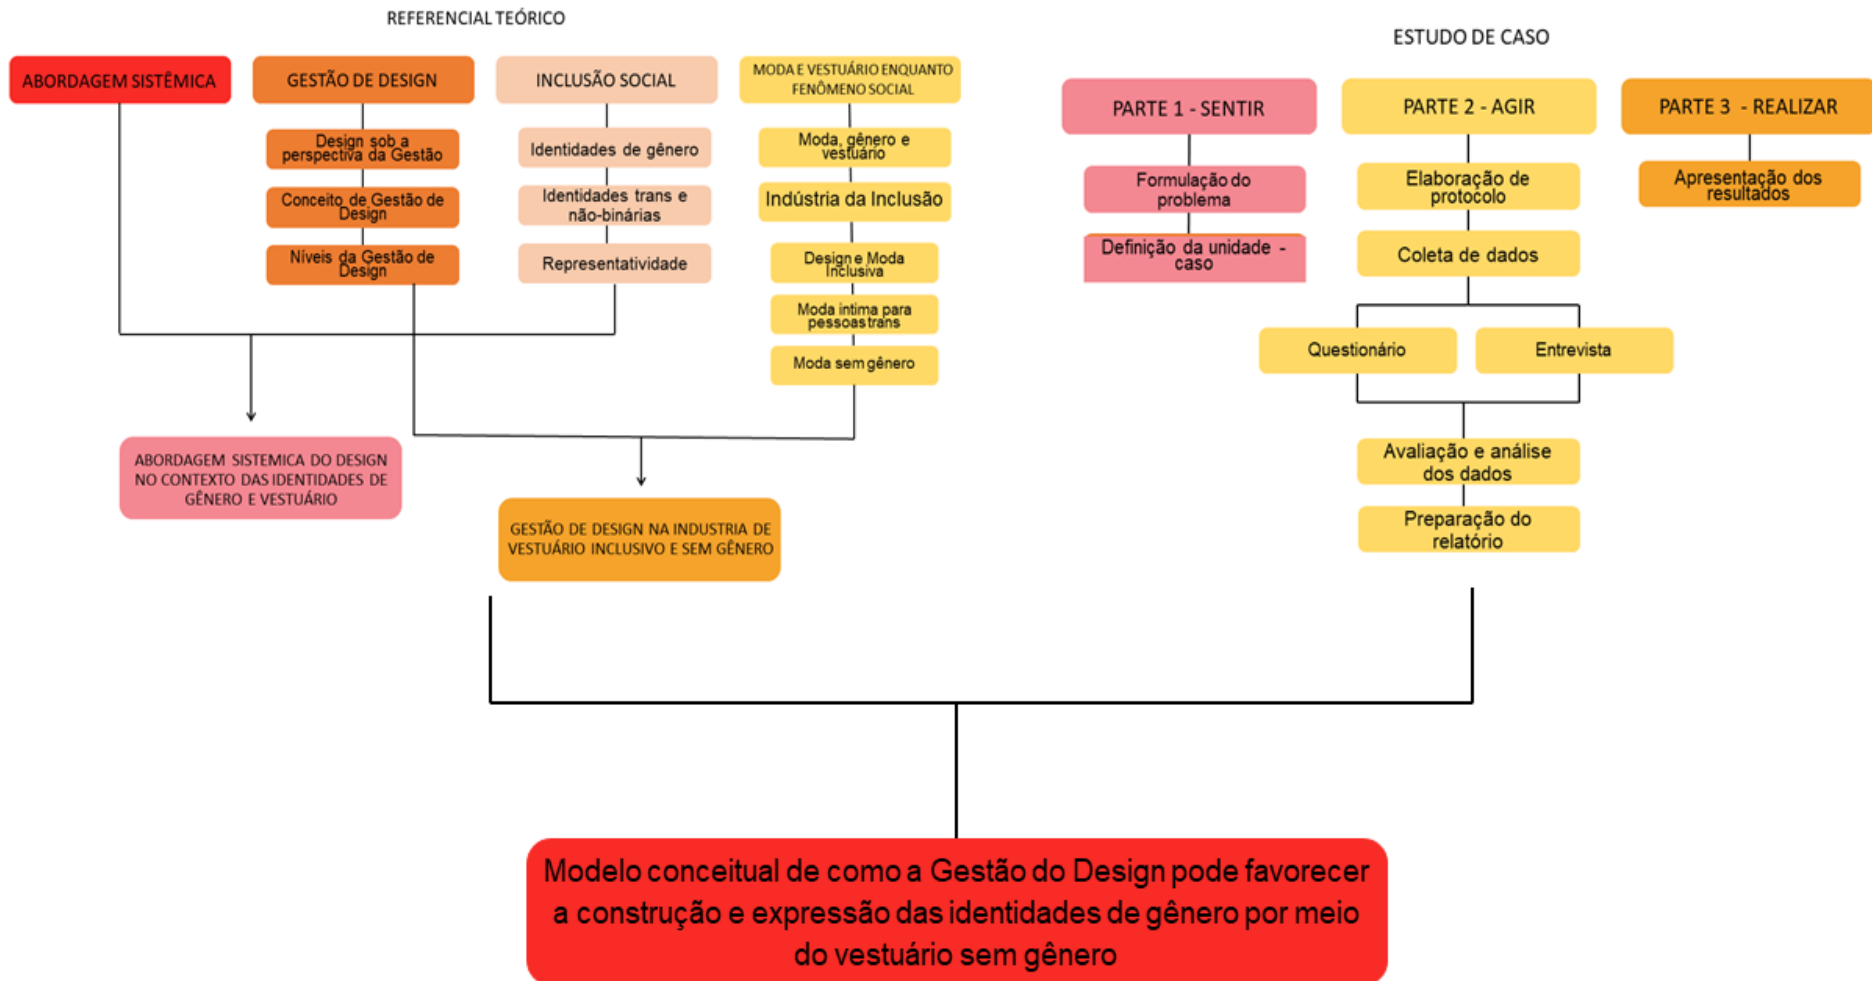 REFERENCIAL TEÓRICO
ABORDAGEM SISTÊMICA
GESTÃO DE DESIGN
Design sob a
perspectiva da Gestão
Conceito de Gestão de
Design
Níveis da Gestão de
Design
INCLUSÃO SOCIAL
Identidades de gênero
Identidades trans e
não-binárias
Representatividade
MODA E VESTUÁRIO ENQUANTO
FENÔMENO SOCIAL
Moda, gênero e
vestuário
Indústria da Inclusão
Design e Moda
Inclusiva
Moda intima para
pessoas trans
Moda sem gênero
ABORDAGEM SISTEMICA DO DESIGN
NO CONTEXTO DAS IDENTIDADES DE
GÊNERO E VESTUÁRIO
GESTÃO DE DESIGN NA INDUSTRIA DE
VESTUÁRIO INCLUSIVO E SEM GÊNERO
ESTUDO DE CASO
PARTE 1 - SENTIR
Formulação do
problema
Definição da unidade -
caso
PARTE 2 - AGIR
Elaboração de
protocolo
Coleta de dados
Questionário
Entrevista
Avaliação e análise
dos dados
Preparação do
relatório
PARTE 3 - REALIZAR
Apresentação dos
resultados
Modelo conceitual de como a Gestão do Design pode favorecer
a construção e expressão das identidades de gênero por meio
do vestuário sem gênero